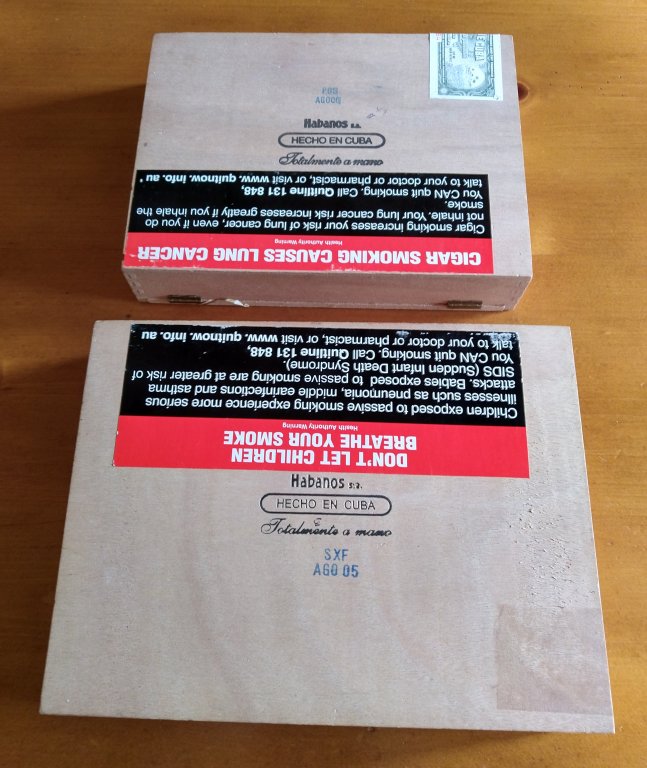 Habanos s.a.
HECHO EN CUBA
Totalmente a mano
CIGAR SMOKING CAUSES LUNG CANCER
Health Authority Warning
Cigar smoking increases your risk of lung cancer, even if you do
not inhale. Your lung cancer risk increases greatly if you inhale the
smoke.
You CAN quit smoking. Call Quitline 131 848,
talk to your doctor or pharmacist, or visit www. quitnow. info. au
DON'T LET CHILDREN
BREATHE YOUR SMOKE
Health Authority Warning
Children exposed to passive smoking experience more serious
illnesses such as pneumonia, middle earinfections and asthma
attacks. Babies exposed to passive smoking are at greater risk of
SIDS (Sudden Infant Death Syndrome).
You CAN quit smoking. Call Quitline 131 848,
talk to your doctor or pharmacist, or visit www. quitnow. info. au
Habanos s.a.
HECHO EN CUBA
Totalmente a mano
SXF
AGO 05